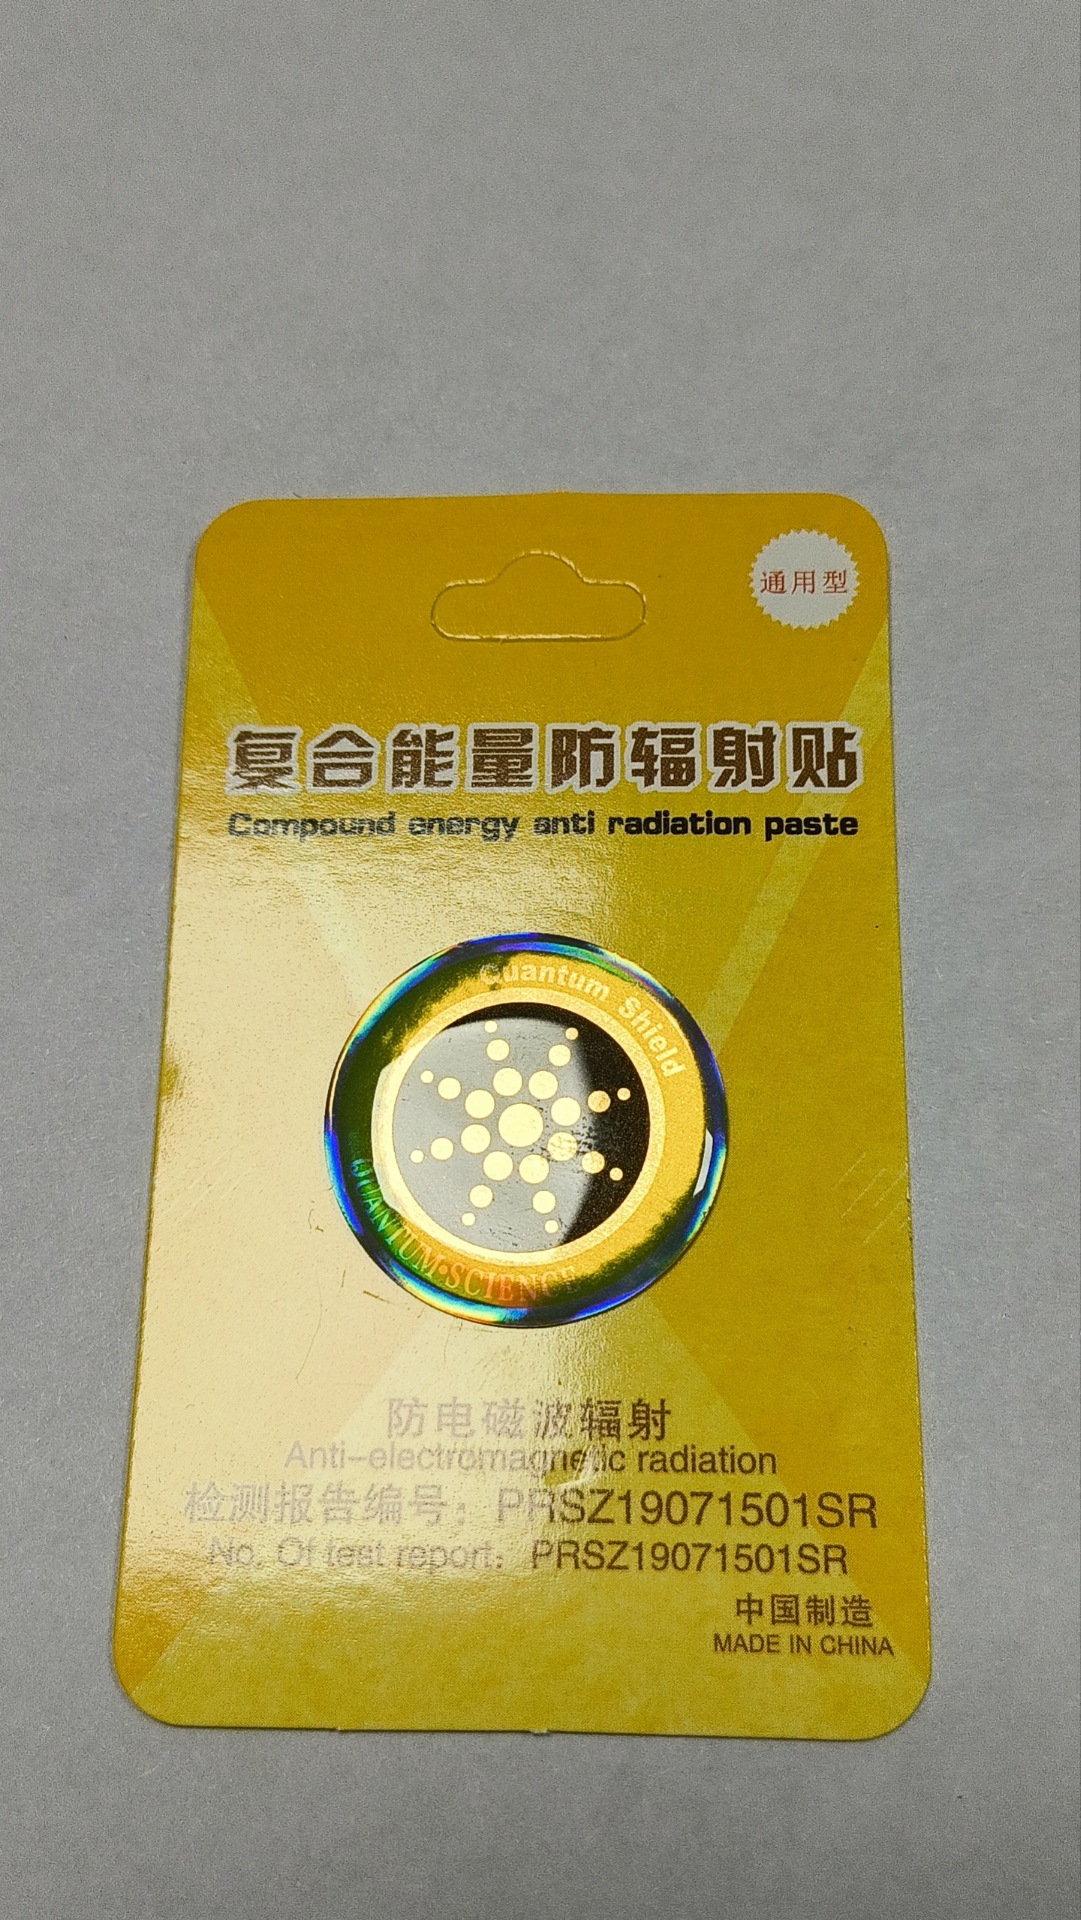 通用型
复合能量防辐射贴
Compound energy anti radiation paste
Quantum Shield
QUANTUM·SCIENCE
防电磁波辐射
Anti-electromagnetic radiation
检测报告编号：PRSZ19071501SR
No. Of test report：PRSZ19071501SR
中国制造
MADE IN CHINA